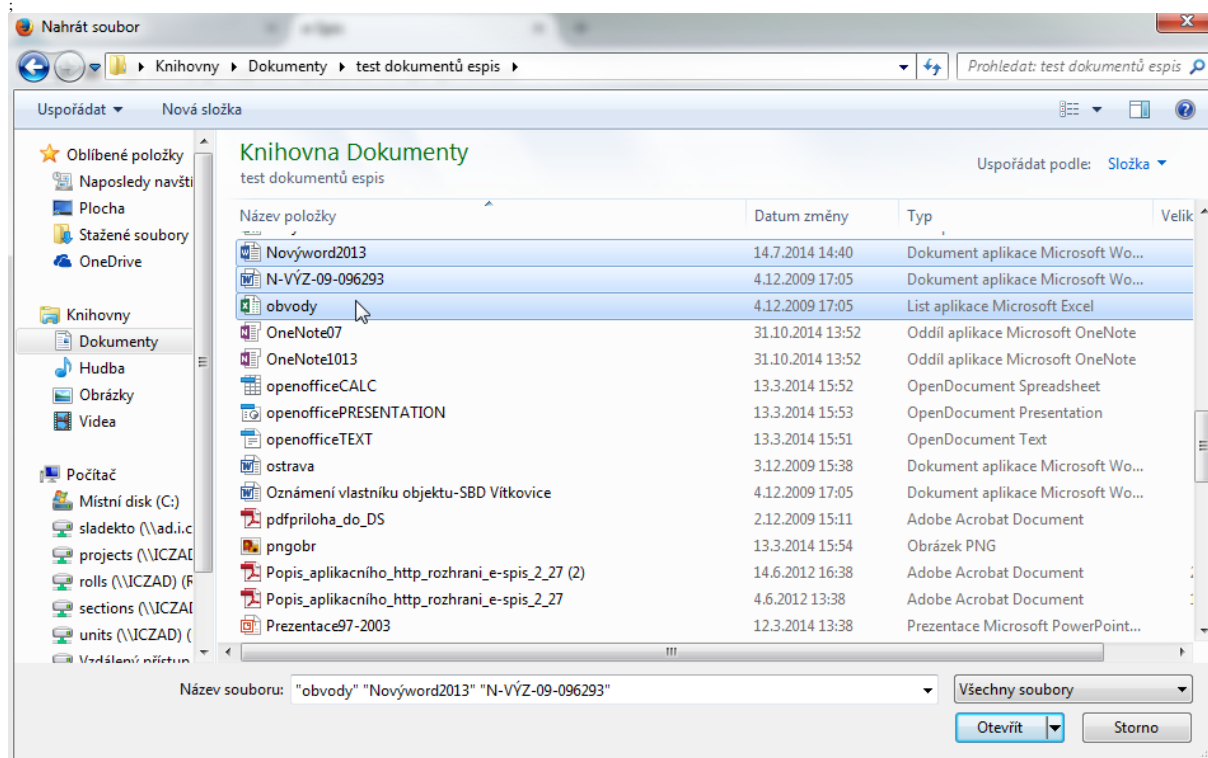 ;
Nahrát soubor
Knihovny Dokumenty test dokumentů espis Prohledat: test dokumentů espis
Uspořádat Nová složka
Oblíbené položky
Naposledy navšti
Plocha
Stažené soubory
OneDrive
Knihovny
Dokumenty
Hudba
Obrázky
Videa
Počítač
Místní disk (C:)
sladekto (\\ad.i.c
projects (\\ICZAD
rolls (\\ICZAD) (R
sections (\\ICZAD
units (\\ICZAD) (
Vzdálený přístup
Knihovna Dokumenty
test dokumentů espis
Uspořádat podle: Složka
Název položky Datum změny Typ Velik
Novýword2013 14.7.2014 14:40 Dokument aplikace Microsoft Wo...
N-VÝZ-09-096293 4.12.2009 17:05 Dokument aplikace Microsoft Wo...
obvody 4.12.2009 17:05 List aplikace Microsoft Excel
OneNote07 31.10.2014 13:52 Oddíl aplikace Microsoft OneNote
OneNote1013 31.10.2014 13:52 Oddíl aplikace Microsoft OneNote
openofficeCALC 13.3.2014 15:52 OpenDocument Spreadsheet
openofficePRESENTATION 13.3.2014 15:53 OpenDocument Presentation
openofficeTEXT 13.3.2014 15:51 OpenDocument Text
ostrava 3.12.2009 15:38 Dokument aplikace Microsoft Wo...
Oznámení vlastníku objektu-SBD Vítkovice 4.12.2009 17:05 Dokument aplikace Microsoft Wo...
pdfpriloha_do_DS 2.12.2009 15:11 Adobe Acrobat Document
pngobr 13.3.2014 15:54 Obrázek PNG
Popis_aplikacního_http_rozhrani_e-spis_2_27 (2) 14.6.2012 16:38 Adobe Acrobat Document
Popis_aplikacního_http_rozhrani_e-spis_2_27 4.6.2012 13:38 Adobe Acrobat Document
Prezentace97-2003 12.3.2014 13:38 Prezentace Microsoft PowerPoint...
Název souboru: "obvody" "Novýword2013" "N-VÝZ-09-096293" Všechny soubory
Otevřít Storno